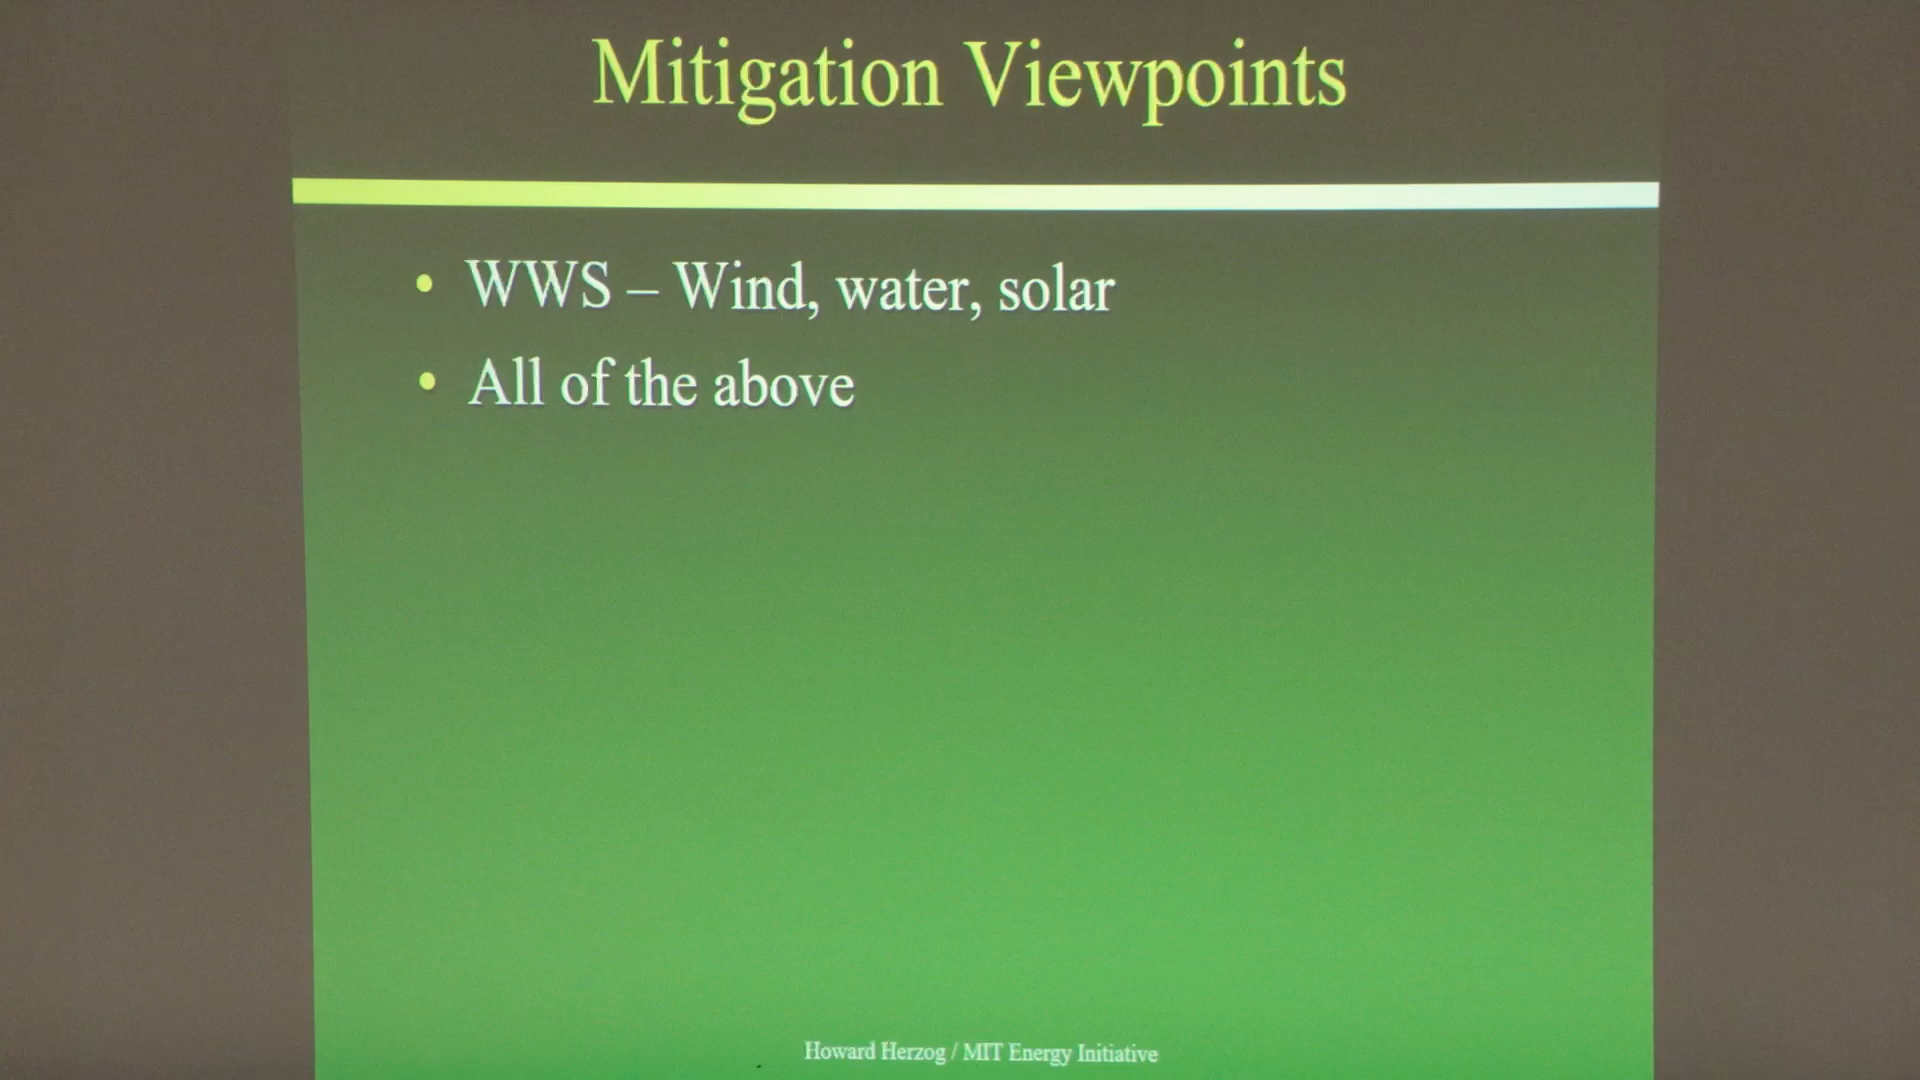 Mitigation Viewpoints
• WWS – Wind, water, solar
• All of the above
Howard Herzog / MIT Energy Initiative